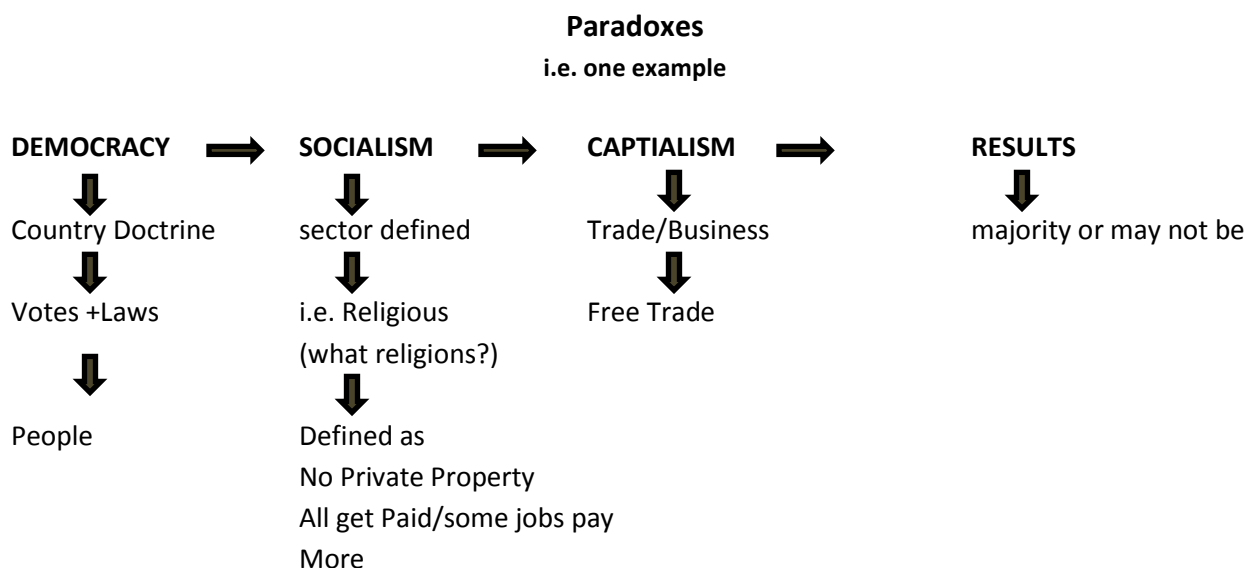 Paradoxes
i.e. one example
DEMOCRACY SOCIALISM CAPTIALISM RESULTS
Country Doctrine sector defined Trade/Business majority or may not be
Votes +Laws i.e. Religious Free Trade
(what religions?)
People Defined as
No Private Property
All get Paid/some jobs pay
More